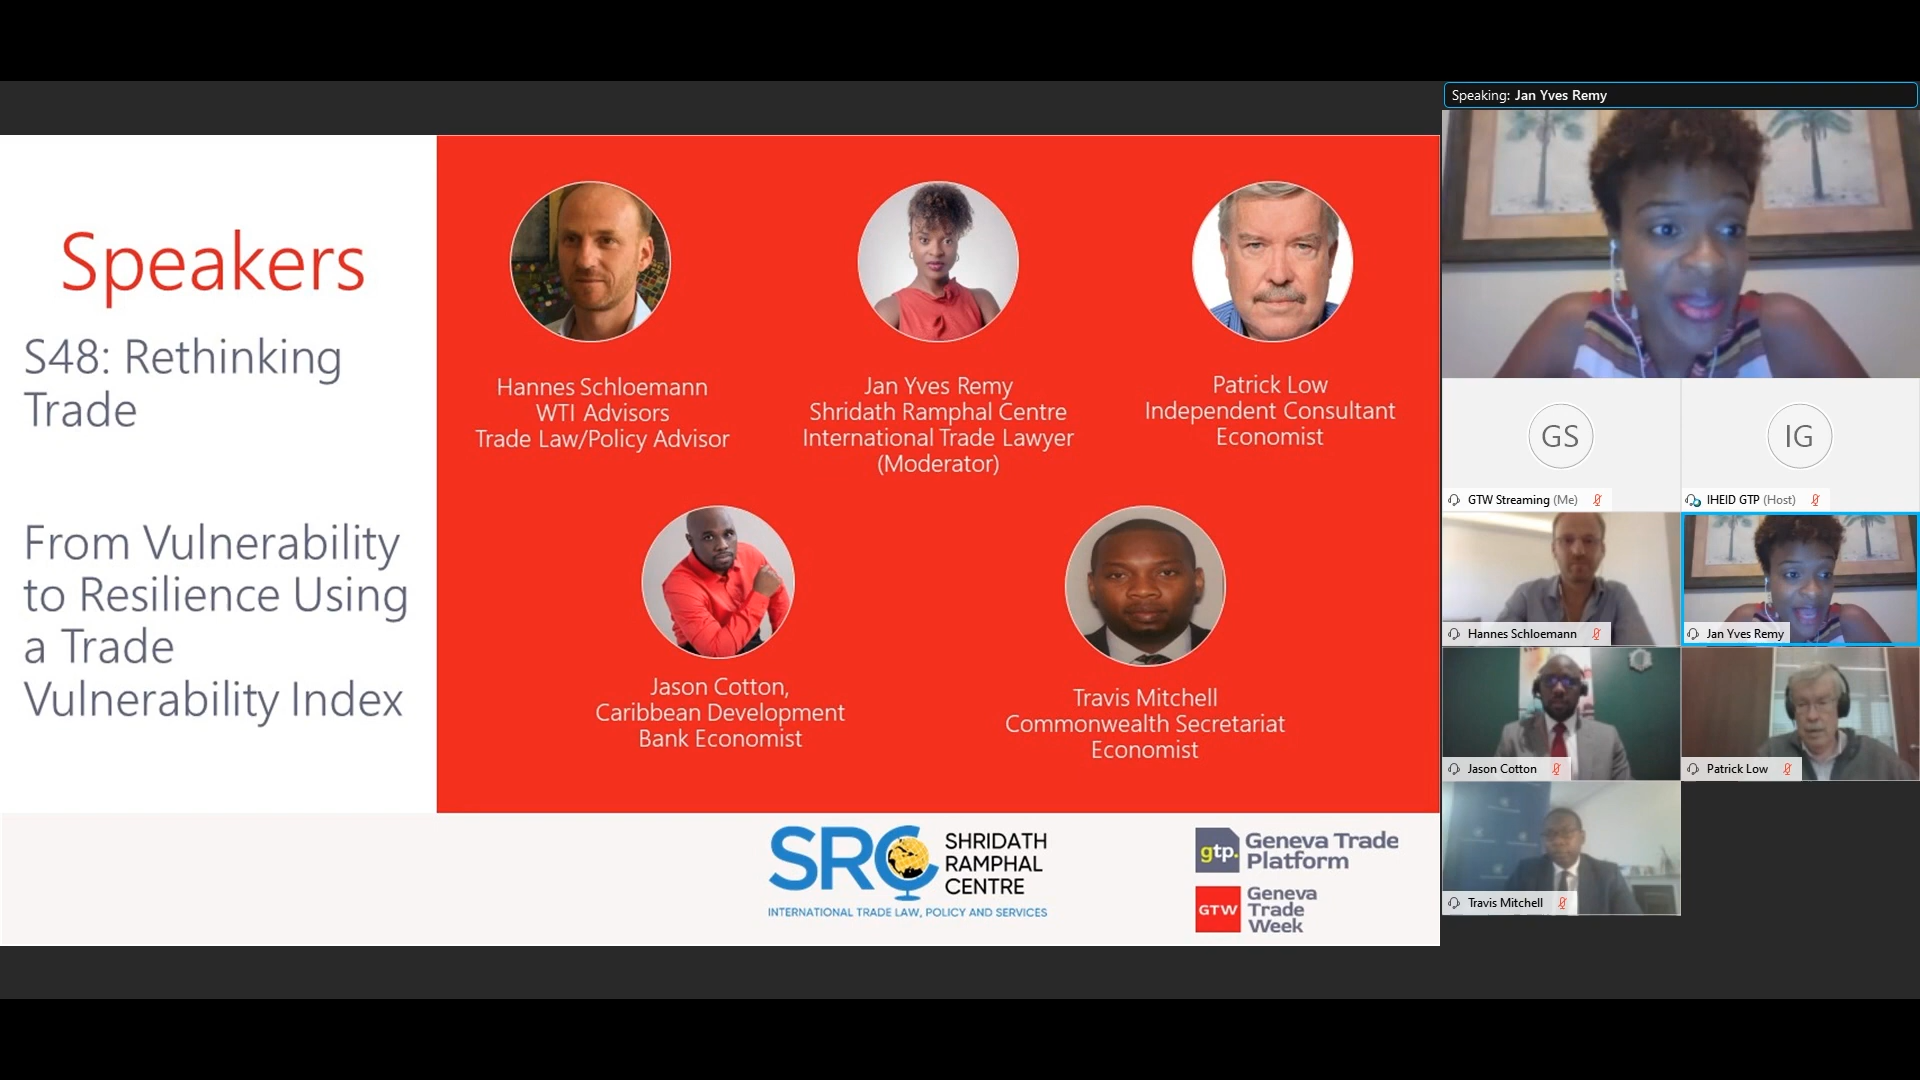 Speakers
S48: Rethinking
Trade
From Vulnerability
to Resilience Using
a Trade
Vulnerability Index
Hannes Schloemann
WTI Advisors
Trade Law/Policy Advisor
Jan Yves Remy
Shridath Ramphal Centre
International Trade Lawyer
(Moderator)
Patrick Low
Independent Consultant
Economist
Jason Cotton,
Caribbean Development
Bank Economist
Travis Mitchell
Commonwealth Secretariat
Economist
SRC
SHRIDATH
RAMPHAL
CENTRE
INTERNATIONAL TRADE LAW, POLICY AND SERVICES
gtp.
Geneva Trade
Platform
GTW
Geneva
Trade
Week
Speaking: Jan Yves Remy
GS
IG
GTW Streaming (Me)
IHEID GTP (Host)
Hannes Schloemann
Jan Yves Remy
Jason Cotton
Patrick Low
Travis Mitchell